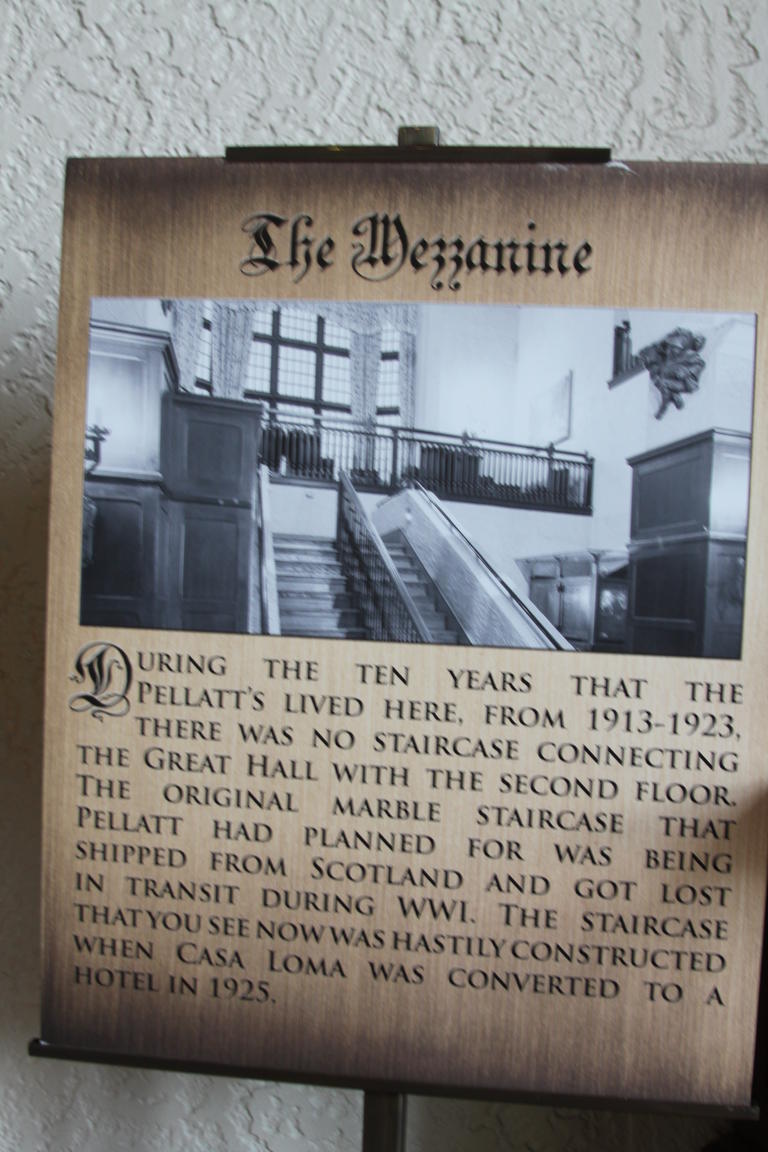 The Mezzanine
DURING THE TEN YEARS THAT THE
PELLATT'S LIVED HERE, FROM 1913-1923,
THERE WAS NO STAIRCASE CONNECTING
THE GREAT HALL WITH THE SECOND FLOOR.
THE ORIGINAL MARBLE STAIRCASE THAT
PELLATT HAD PLANNED FOR WAS BEING
SHIPPED FROM SCOTLAND AND GOT LOST
IN TRANSIT DURING WWI. THE STAIRCASE
THAT YOU SEE NOW WAS HASTILY CONSTRUCTED
WHEN CASA LOMA WAS CONVERTED TO A
HOTEL IN 1925.